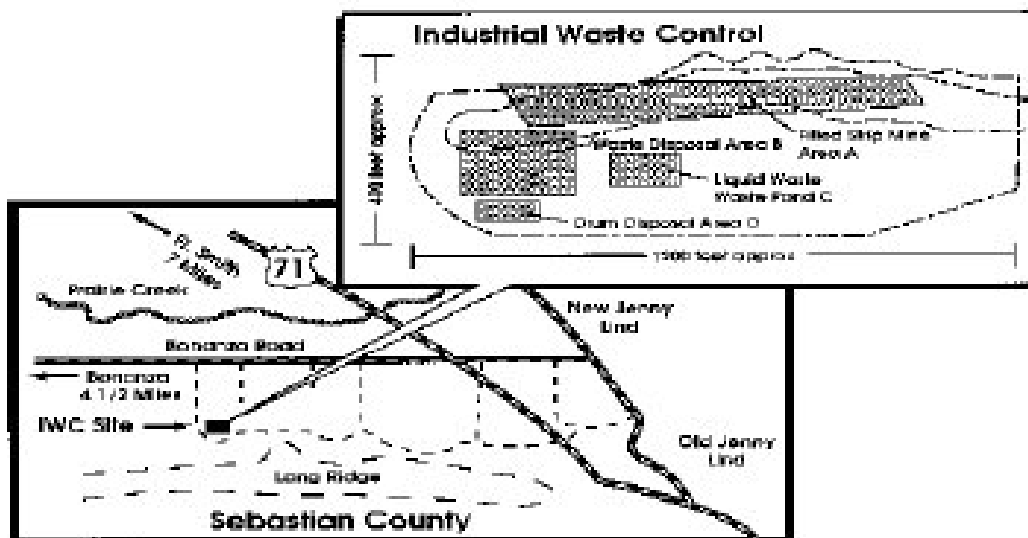 Industrial Waste Control
400 feet approx
Waste Disposal Area B
Filled Strip Mine
Area A
Liquid Waste
Waste Pond C
Drum Disposal Area D
1200 feet approx
Ft. Smith
7 Miles
71
Prairie Creek
New Jenny
Lind
Bonanza Road
Bonanza
4 1/2 Miles
IWC Site
Old Jenny
Lind
Long Ridge
Sebastian County